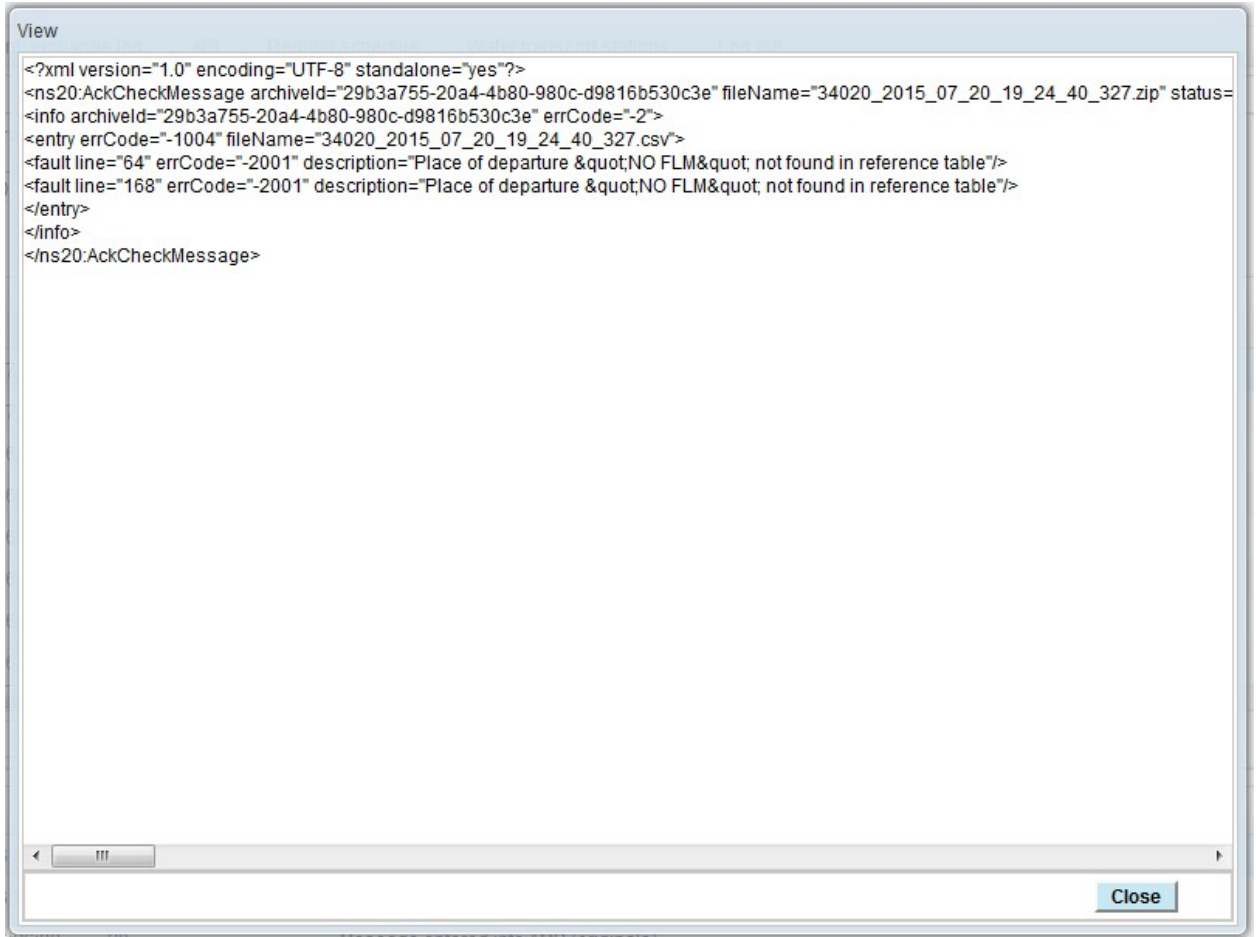 View
<?xml version="1.0" encoding="UTF-8" standalone="yes"?>
<ns20:AckCheckMessage archiveId="29b3a755-20a4-4b80-980c-d9816b530c3e" fileName="34020_2015_07_20_19_24_40_327.zip" status=
<info archiveId="29b3a755-20a4-4b80-980c-d9816b530c3e" errCode="-2">
<entry errCode="-1004" fileName="34020_2015_07_20_19_24_40_327.csv">
<fault line="64" errCode="-2001" description="Place of departure &quot;NO FLM&quot; not found in reference table"/>
<fault line="168" errCode="-2001" description="Place of departure &quot;NO FLM&quot; not found in reference table"/>
</entry>
</info>
</ns20:AckCheckMessage>
Close